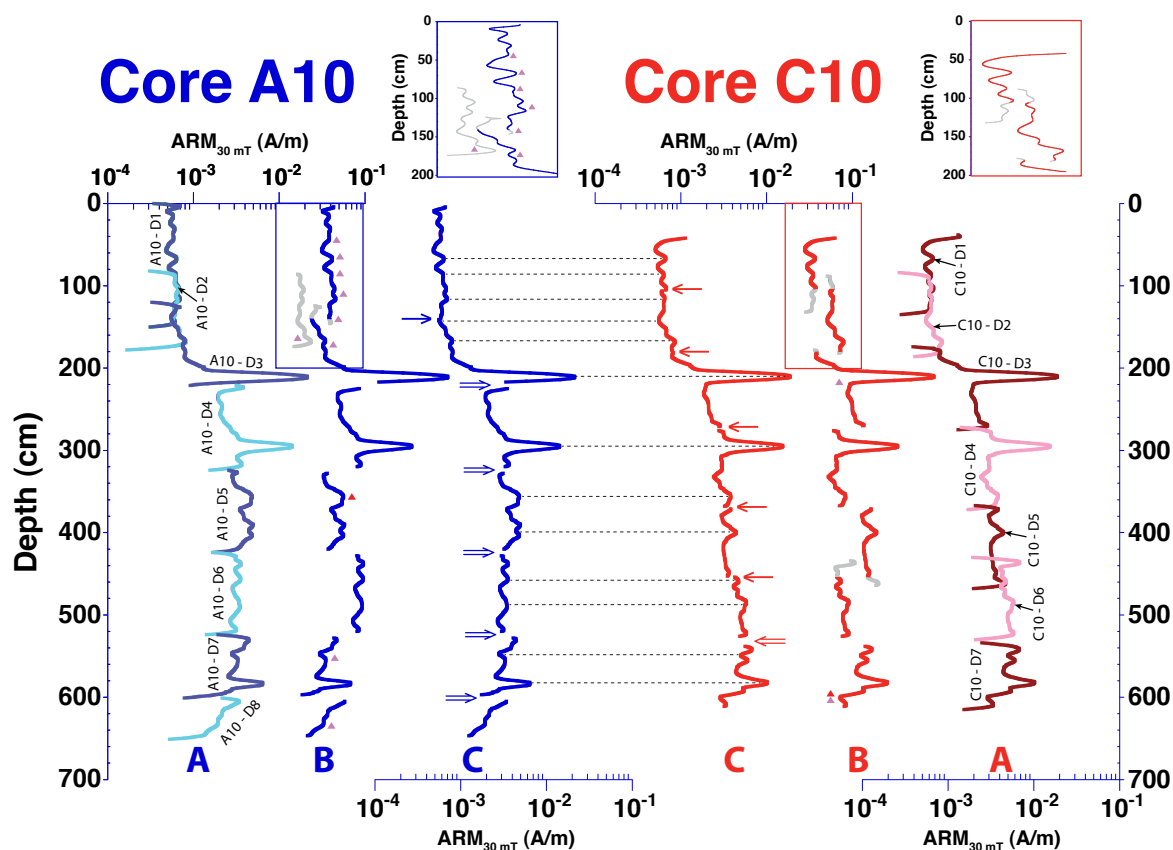 Core A10
Core C10
Depth (cm)
0
50
100
150
200
Depth (cm)
0
50
100
150
200
ARM30 mT (A/m)
10-4 10-3 10-2 10-1
ARM30 mT (A/m)
10-4 10-3 10-2 10-1
Depth (cm)
0
100
200
300
400
500
600
700
0
100
200
300
400
500
600
700
A10 - D1
A10 - D2
A10 - D3
A10 - D4
A10 - D5
A10 - D6
A10 - D7
A10 - D8
C10 - D1
C10 - D2
C10 - D3
C10 - D4
C10 - D5
C10 - D6
C10 - D7
A B C C B A
10-4 10-3 10-2 10-1
ARM30 mT (A/m)
10-4 10-3 10-2 10-1
ARM30 mT (A/m)